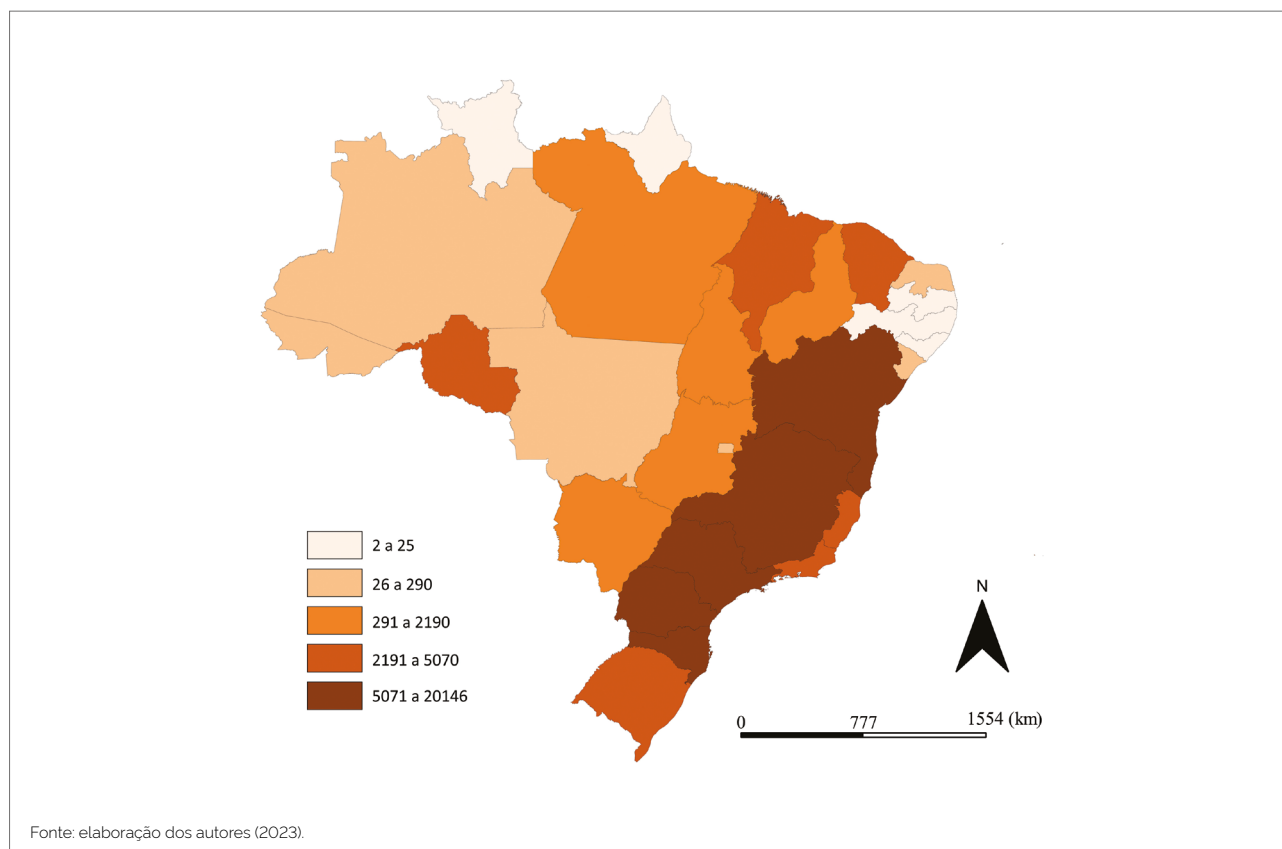 2 a 25
26 a 290
291 a 2190
2191 a 5070
5071 a 20146
N
0 777 1554 (km)
Fonte: elaboração dos autores (2023).